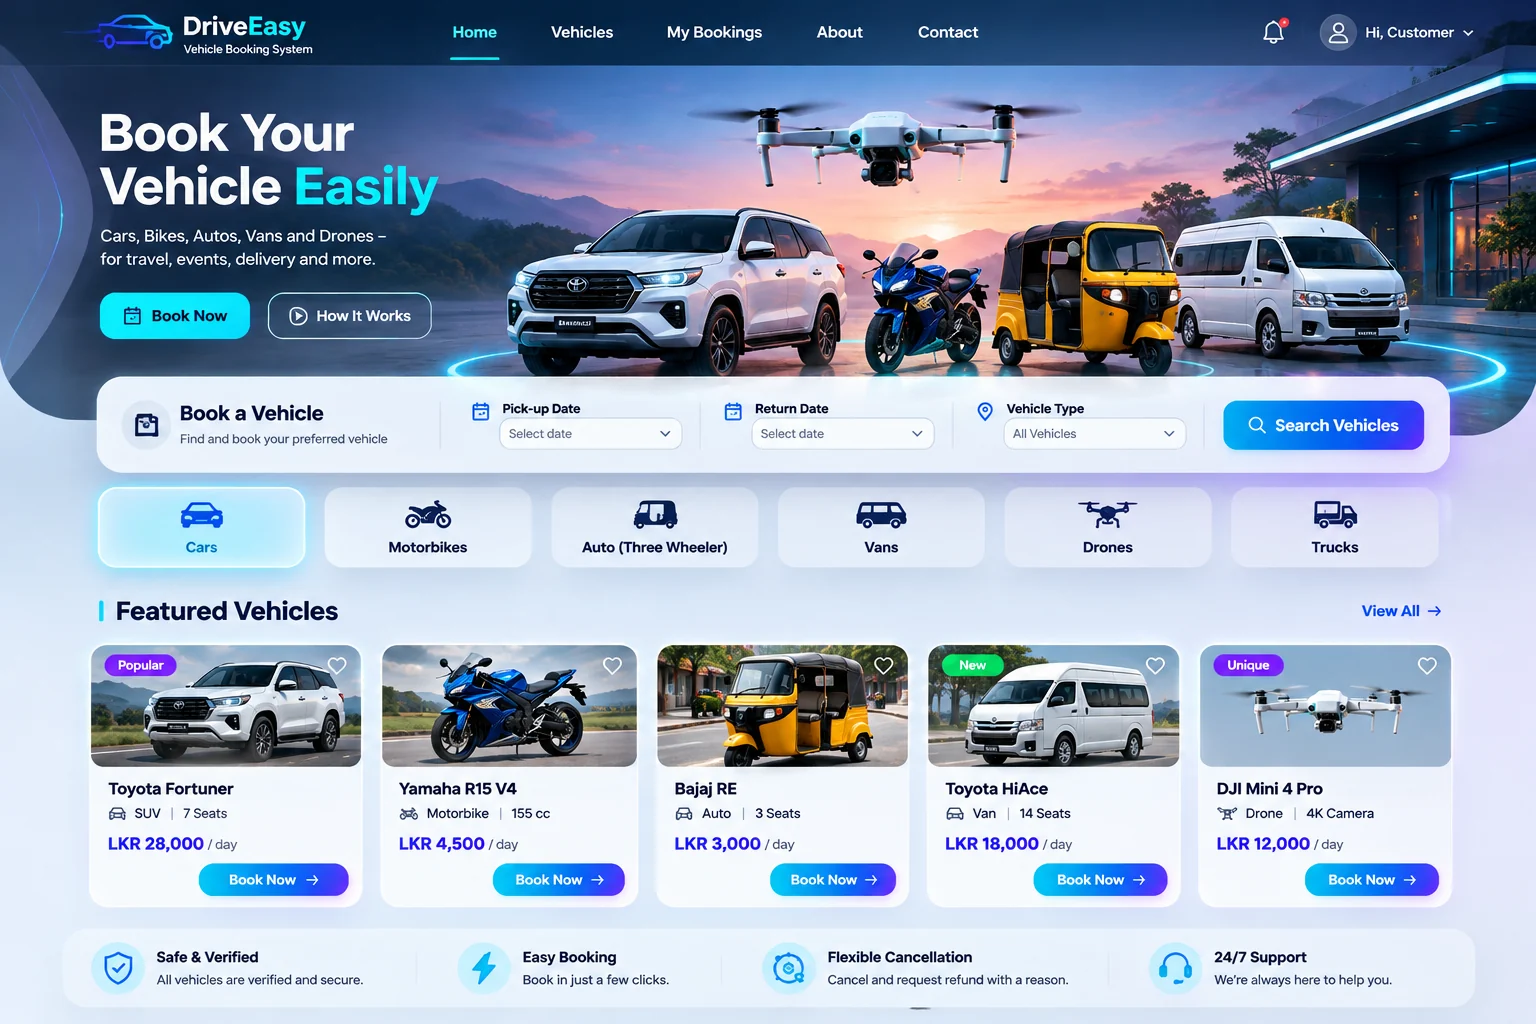 DriveEasy
Vehicle Booking System
Home
Vehicles
My Bookings
About
Contact
Hi, Customer
Book Your
Vehicle Easily
Cars, Bikes, Autos, Vans and Drones –
for travel, events, delivery and more.
Book Now
How It Works
Book a Vehicle
Find and book your preferred vehicle
Pick-up Date
Select date
Return Date
Select date
Vehicle Type
All Vehicles
Search Vehicles
Cars
Motorbikes
Auto (Three Wheeler)
Vans
Drones
Trucks
Featured Vehicles
View All →
Popular
New
Unique
Toyota Fortuner
SUV | 7 Seats
LKR 28,000 / day
Book Now →
Yamaha R15 V4
Motorbike | 155 cc
LKR 4,500 / day
Book Now →
Bajaj RE
Auto | 3 Seats
LKR 3,000 / day
Book Now →
Toyota HiAce
Van | 14 Seats
LKR 18,000 / day
Book Now →
DJI Mini 4 Pro
Drone | 4K Camera
LKR 12,000 / day
Book Now →
Safe & Verified
All vehicles are verified and secure.
Easy Booking
Book in just a few clicks.
Flexible Cancellation
Cancel and request refund with a reason.
24/7 Support
We're always here to help you.